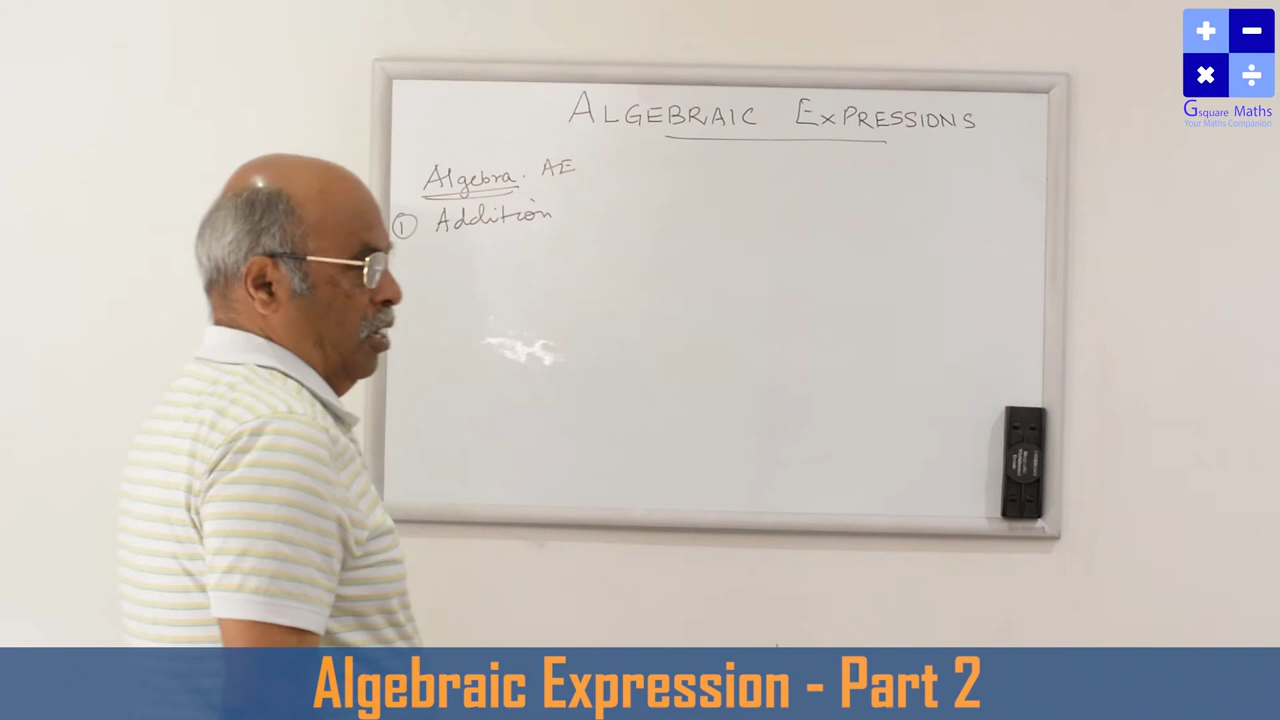 ALGEBRAIC EXPRESSIONS
Algebra. AE
① Addition
+ −
× ÷
Gsquare Maths
Your Maths Companion
Algebraic Expression - Part 2